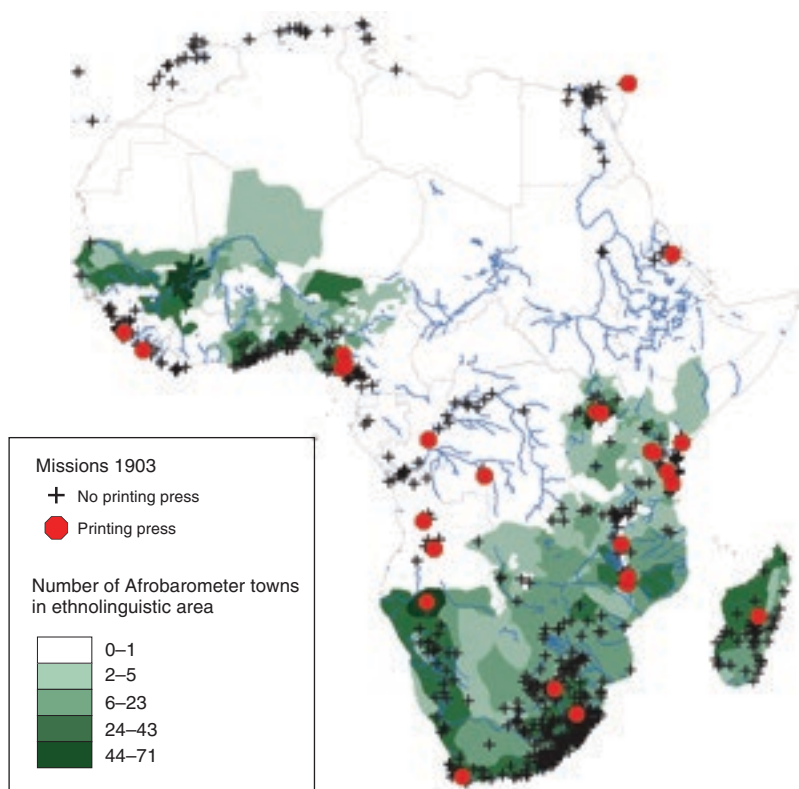 Missions 1903
No printing press
Printing press
Number of Afrobarometer towns
in ethnolinguistic area
0–1
2–5
6–23
24–43
44–71